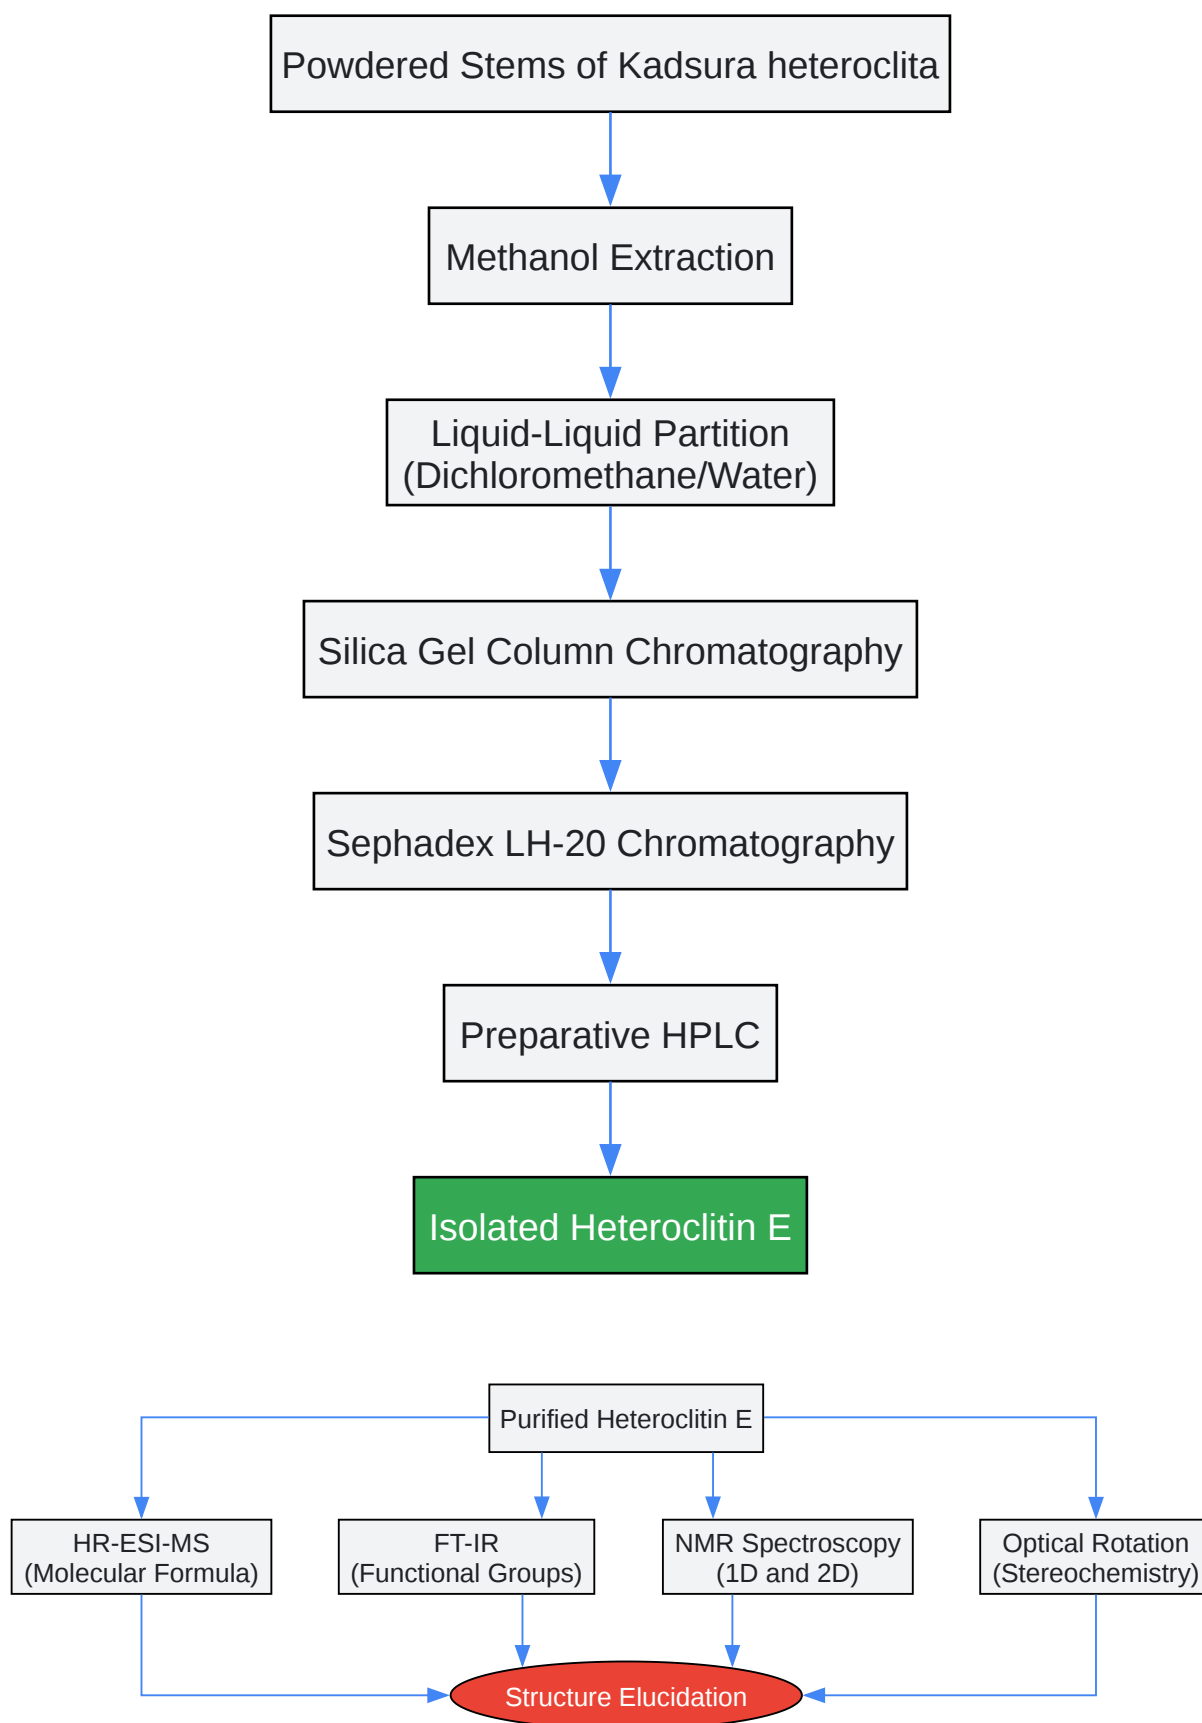 Powdered Stems of Kadsura heteroclita
Methanol Extraction
Liquid-Liquid Partition
(Dichloromethane/Water)
Silica Gel Column Chromatography
Sephadex LH-20 Chromatography
Preparative HPLC
Isolated Heteroclitin E
Purified Heteroclitin E
HR-ESI-MS
(Molecular Formula)
FT-IR
(Functional Groups)
NMR Spectroscopy
(1D and 2D)
Optical Rotation
(Stereochemistry)
Structure Elucidation